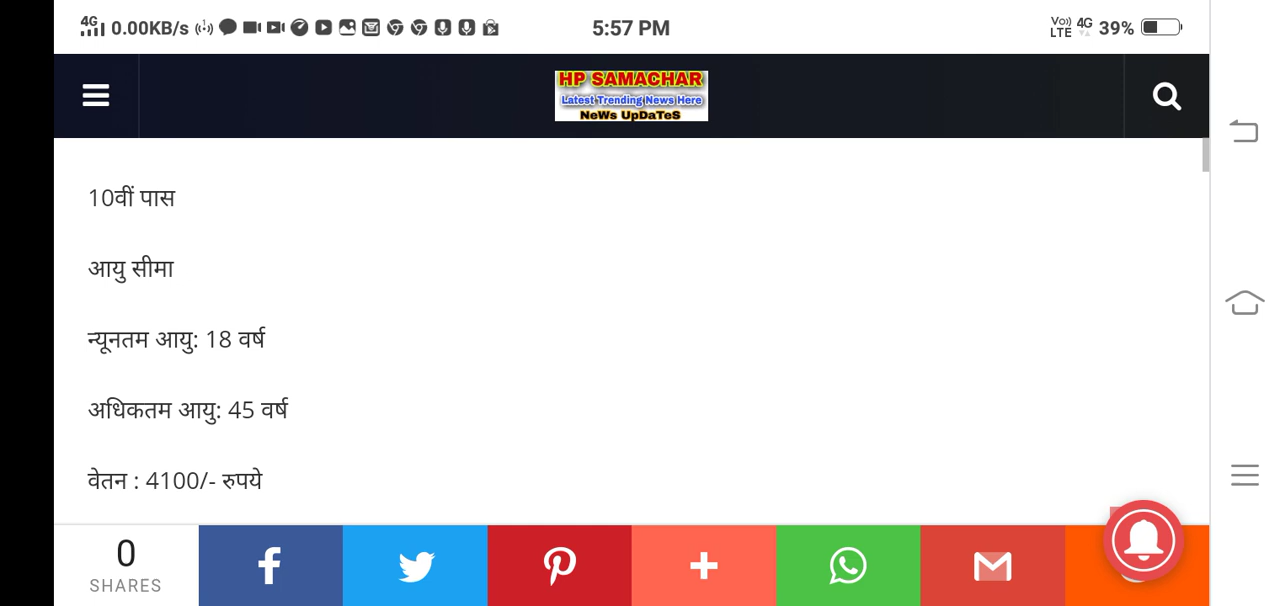 4G 0.00KB/s 5:57 PM Vo) LTE 4G 39%
HP SAMACHAR
Latest Trending News Here
NeWs UpDaTeS
10वीं पास
आयु सीमा
न्यूनतम आयु: 18 वर्ष
अधिकतम आयु: 45 वर्ष
वेतन : 4100/- रुपये
0
SHARES